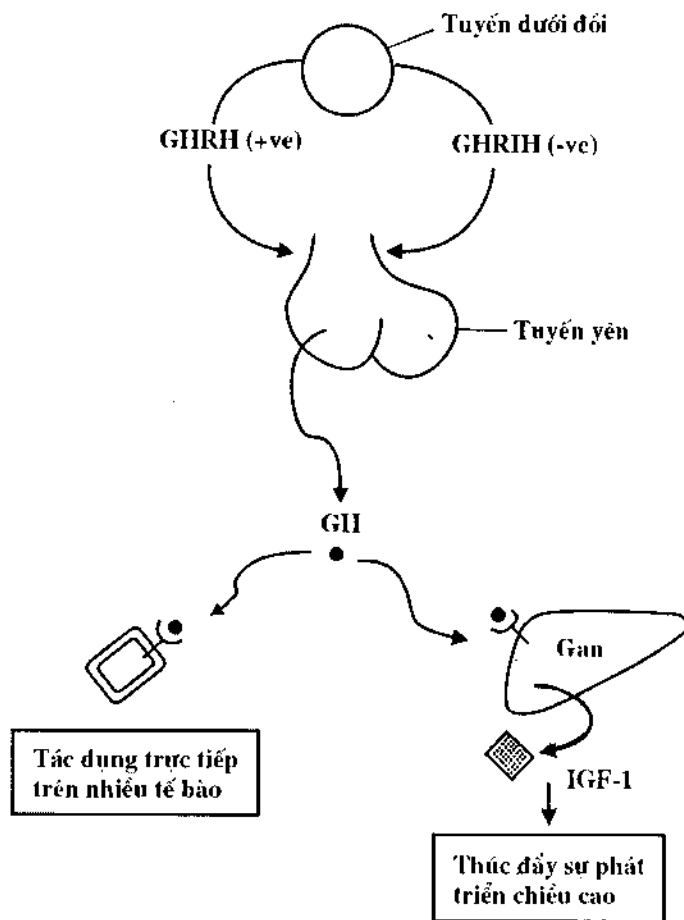 Tuyến dưới đồi
GHRH (+ve)
GHRIH (-ve)
Tuyến yên
GH
Gan
Tác dụng trực tiếp
trên nhiều tế bào
IGF-1
Thúc đẩy sự phát
triển chiều cao